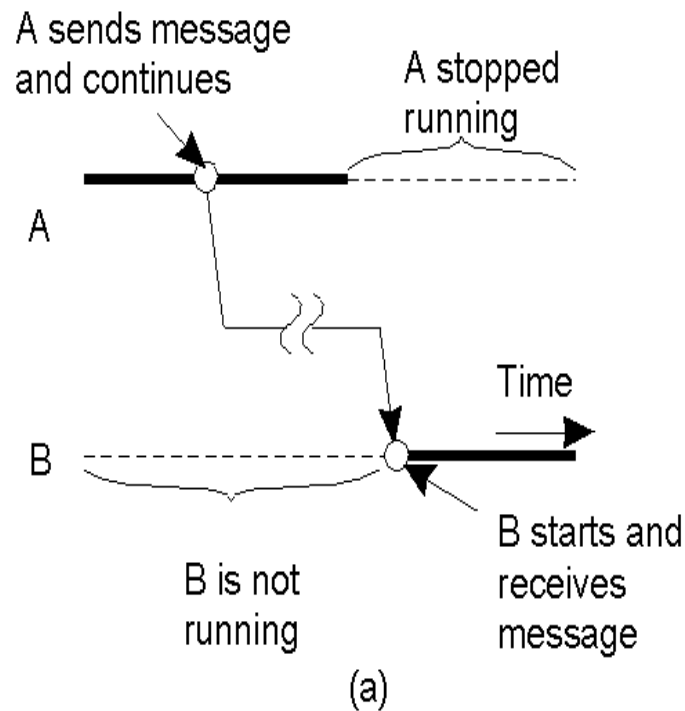 A sends message
and continues
A stopped
running
A
Time
B
B starts and
receives
message
B is not
running
(a)